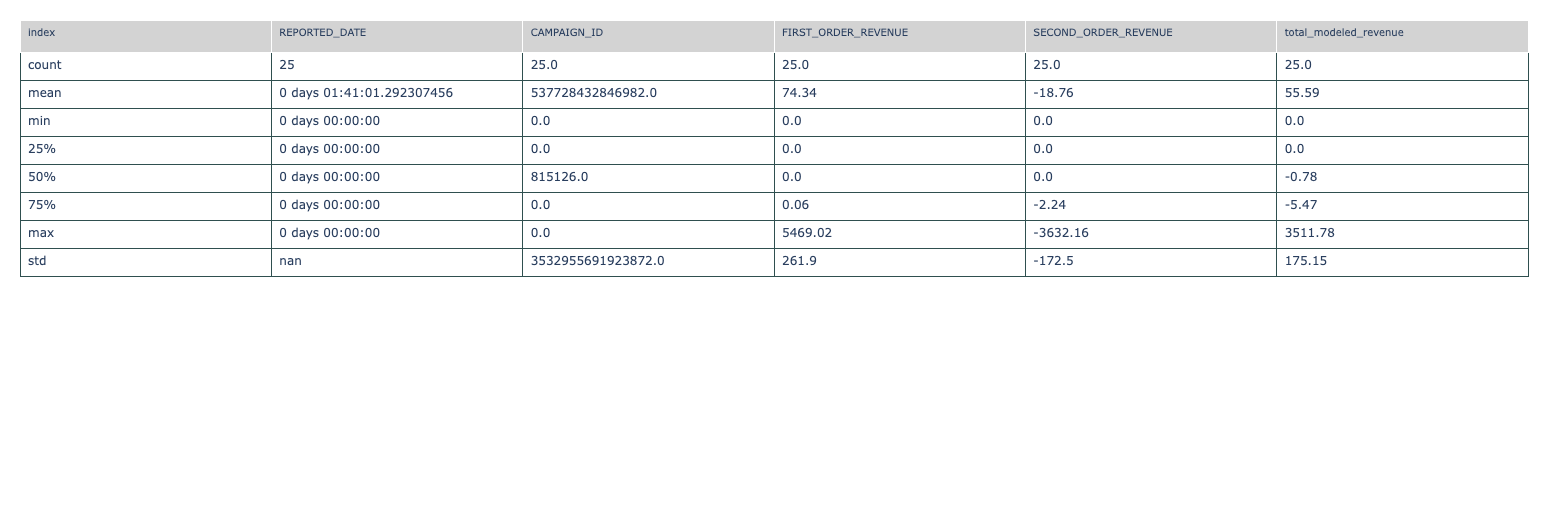 index REPORTED_DATE CAMPAIGN_ID FIRST_ORDER_REVENUE SECOND_ORDER_REVENUE total_modeled_revenue
count 25 25.0 25.0 25.0 25.0
mean 0 days 01:41:01.292307456 537728432846982.0 74.34 -18.76 55.59
min 0 days 00:00:00 0.0 0.0 0.0 0.0
25% 0 days 00:00:00 0.0 0.0 0.0 0.0
50% 0 days 00:00:00 815126.0 0.0 0.0 -0.78
75% 0 days 00:00:00 0.0 0.06 -2.24 -5.47
max 0 days 00:00:00 0.0 5469.02 -3632.16 3511.78
std nan 3532955691923872.0 261.9 -172.5 175.15